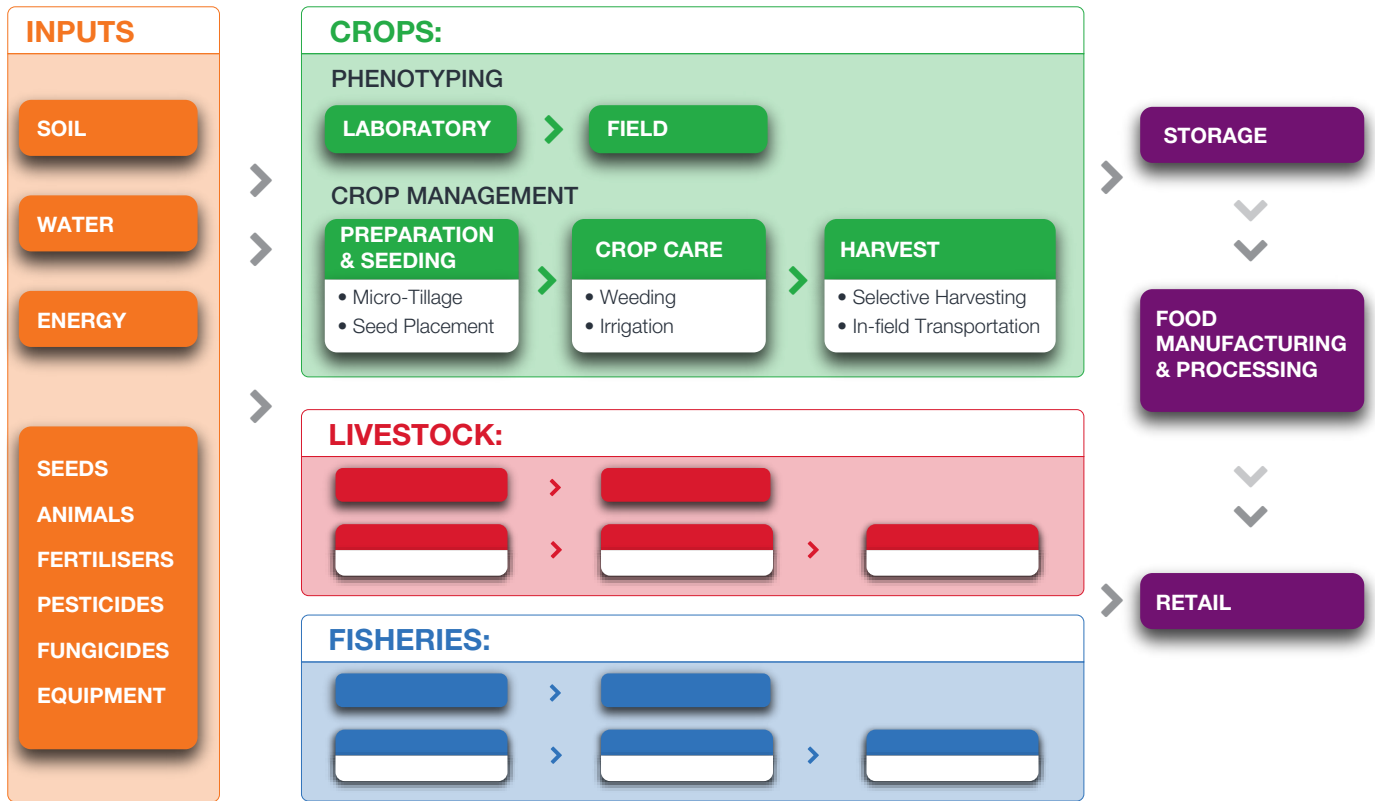 INPUTS
SOIL
WATER
ENERGY
SEEDS
ANIMALS
FERTILISERS
PESTICIDES
FUNGICIDES
EQUIPMENT
CROPS:
PHENOTYPING
LABORATORY
FIELD
CROP MANAGEMENT
PREPARATION
& SEEDING
• Micro-Tillage
• Seed Placement
CROP CARE
• Weeding
• Irrigation
HARVEST
• Selective Harvesting
• In-field Transportation
LIVESTOCK:
FISHERIES:
STORAGE
FOOD
MANUFACTURING
& PROCESSING
RETAIL